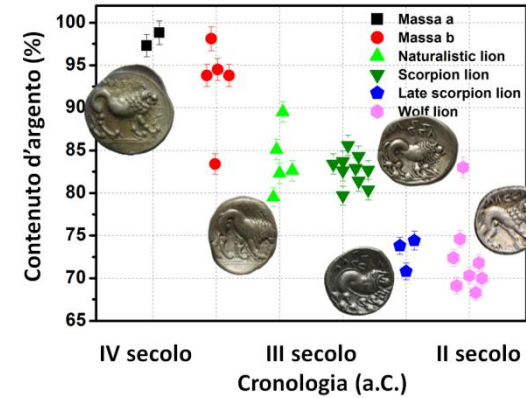 Contenuto d'argento (%)
100
95
90
85
80
75
70
65
Massa a
Massa b
Naturalistic lion
Scorpion lion
Late scorpion lion
Wolf lion
IV secolo
III secolo
II secolo
Cronologia (a.C.)